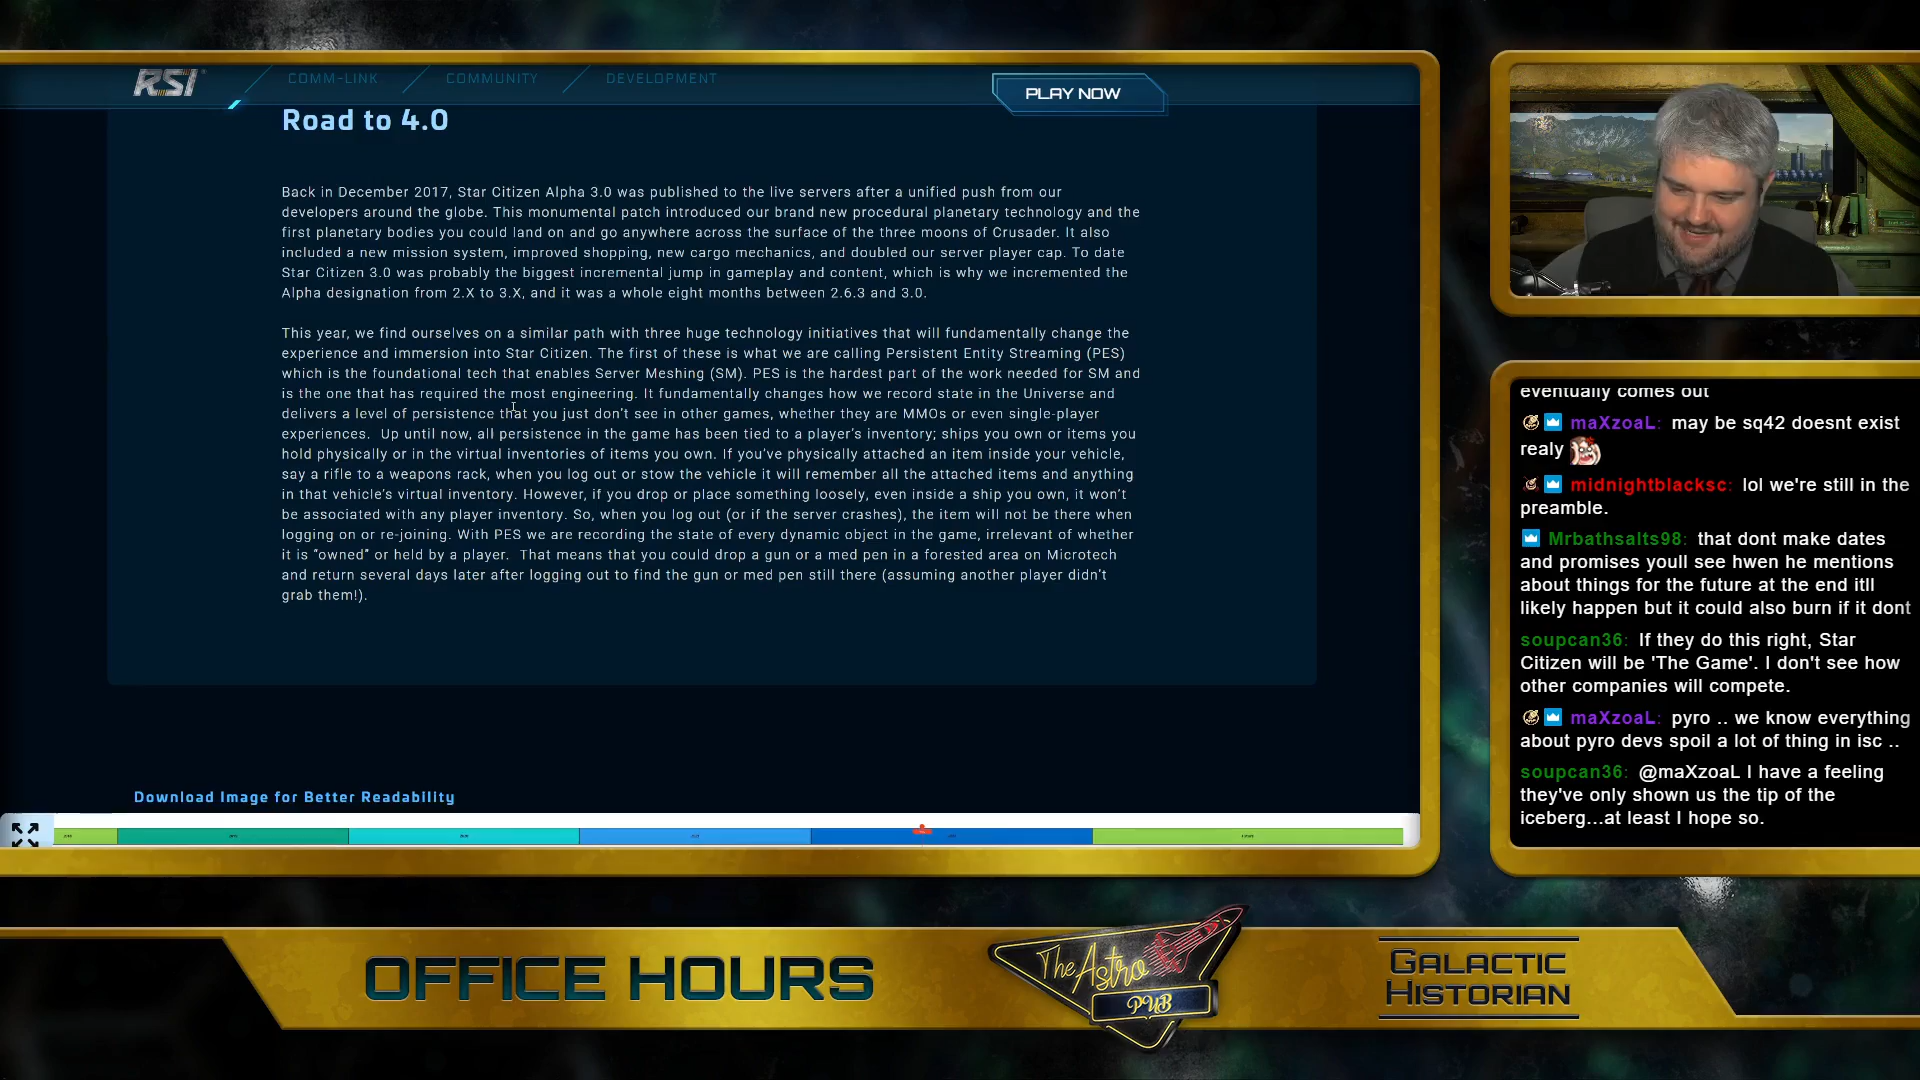 RSI
COMM-LINK
COMMUNITY
DEVELOPMENT
PLAY NOW
Road to 4.0
Back in December 2017, Star Citizen Alpha 3.0 was published to the live servers after a unified push from our
developers around the globe. This monumental patch introduced our brand new procedural planetary technology and the
first planetary bodies you could land on and go anywhere across the surface of the three moons of Crusader. It also
included a new mission system, improved shopping, new cargo mechanics, and doubled our server player cap. To date
Star Citizen 3.0 was probably the biggest incremental jump in gameplay and content, which is why we incremented the
Alpha designation from 2.X to 3.X, and it was a whole eight months between 2.6.3 and 3.0.
This year, we find ourselves on a similar path with three huge technology initiatives that will fundamentally change the
experience and immersion into Star Citizen. The first of these is what we are calling Persistent Entity Streaming (PES)
which is the foundational tech that enables Server Meshing (SM). PES is the hardest part of the work needed for SM and
is the one that has required the most engineering. It fundamentally changes how we record state in the Universe and
delivers a level of persistence that you just don't see in other games, whether they are MMOs or even single-player
experiences.  Up until now, all persistence in the game has been tied to a player's inventory; ships you own or items you
hold physically or in the virtual inventories of items you own. If you've physically attached an item inside your vehicle,
say a rifle to a weapons rack, when you log out or stow the vehicle it will remember all the attached items and anything
in that vehicle's virtual inventory. However, if you drop or place something loosely, even inside a ship you own, it won't
be associated with any player inventory. So, when you log out (or if the server crashes), the item will not be there when
logging on or re-joining. With PES we are recording the state of every dynamic object in the game, irrelevant of whether
it is "owned" or held by a player.  That means that you could drop a gun or a med pen in a forested area on Microtech
and return several days later after logging out to find the gun or med pen still there (assuming another player didn't
grab them!).
Download Image for Better Readability
eventually comes out
maXzoaL: may be sq42 doesnt exist
realy
midnightblacksc: lol we're still in the
preamble.
Mrbathsalts98: that dont make dates
and promises youll see hwen he mentions
about things for the future at the end itll
likely happen but it could also burn if it dont
soupcan36: If they do this right, Star
Citizen will be 'The Game'. I don't see how
other companies will compete.
maXzoaL: pyro .. we know everything
about pyro devs spoil a lot of thing in isc ..
soupcan36: @maXzoaL I have a feeling
they've only shown us the tip of the
iceberg...at least I hope so.
OFFICE HOURS
The Astro
PUB
GALACTIC
HISTORIAN